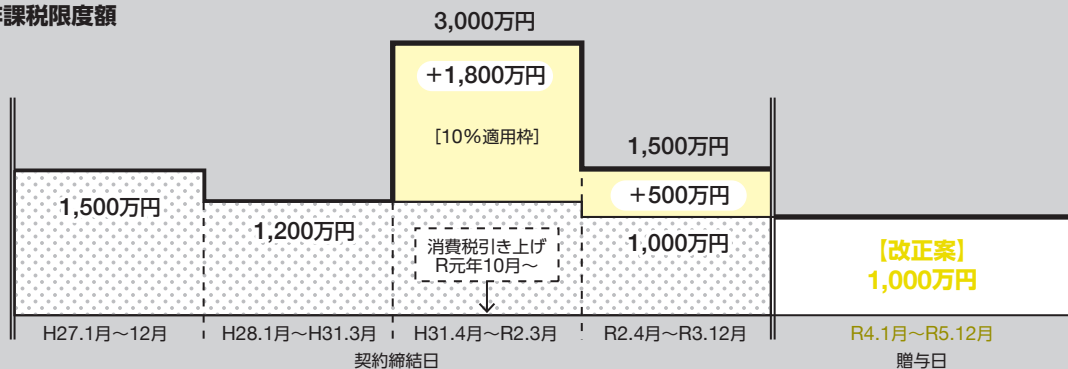 非課税限度額
3,000万円
+1,800万円
[10%適用枠]
1,500万円
+500万円
1,500万円
1,200万円
消費税引き上げ
R元年10月～
1,000万円
【改正案】
1,000万円
H27.1月～12月
H28.1月～H31.3月
H31.4月～R2.3月
R2.4月～R3.12月
R4.1月～R5.12月
契約締結日
贈与日